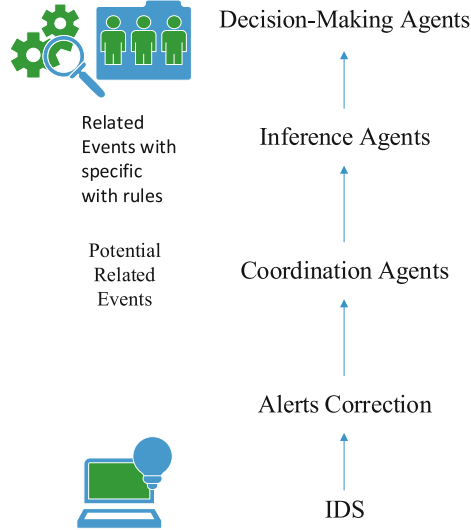 Decision-Making Agents
Related
Events with
specific
with rules
Inference Agents
Potential
Related
Events
Coordination Agents
Alerts Correction
IDS